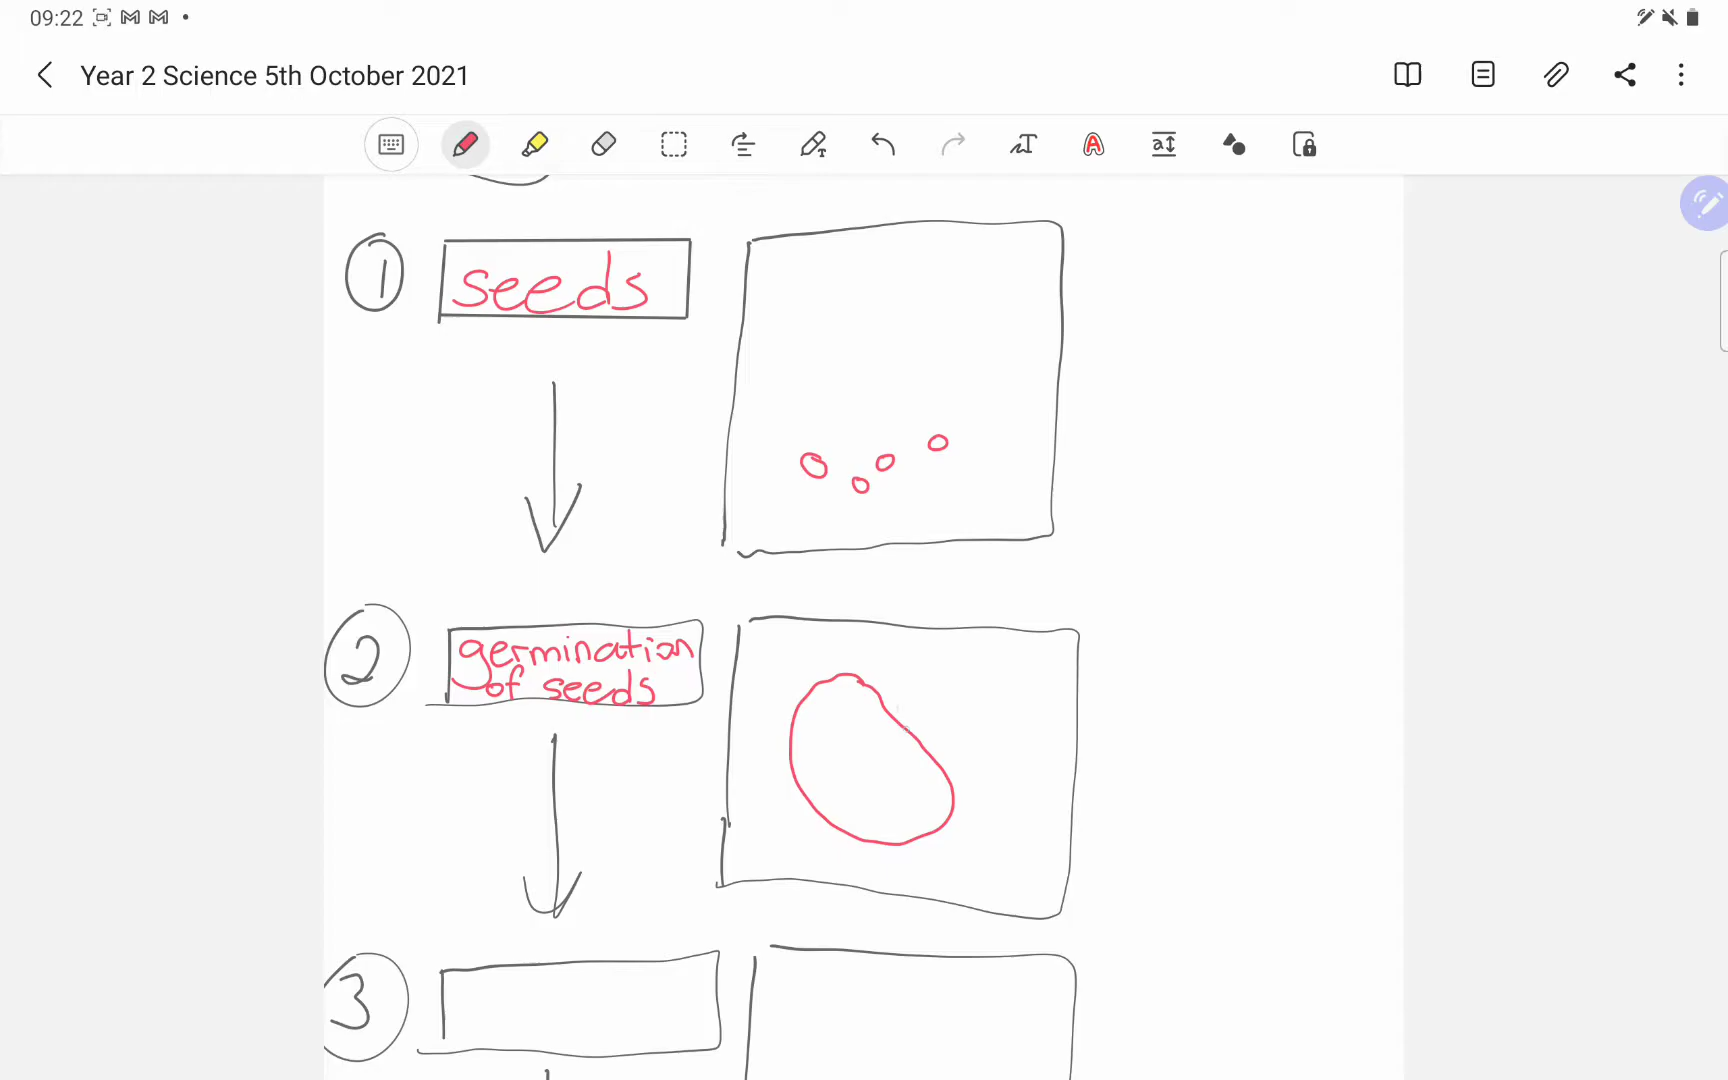 09:22
Year 2 Science 5th October 2021
1
seeds
2
germination
of seeds
3